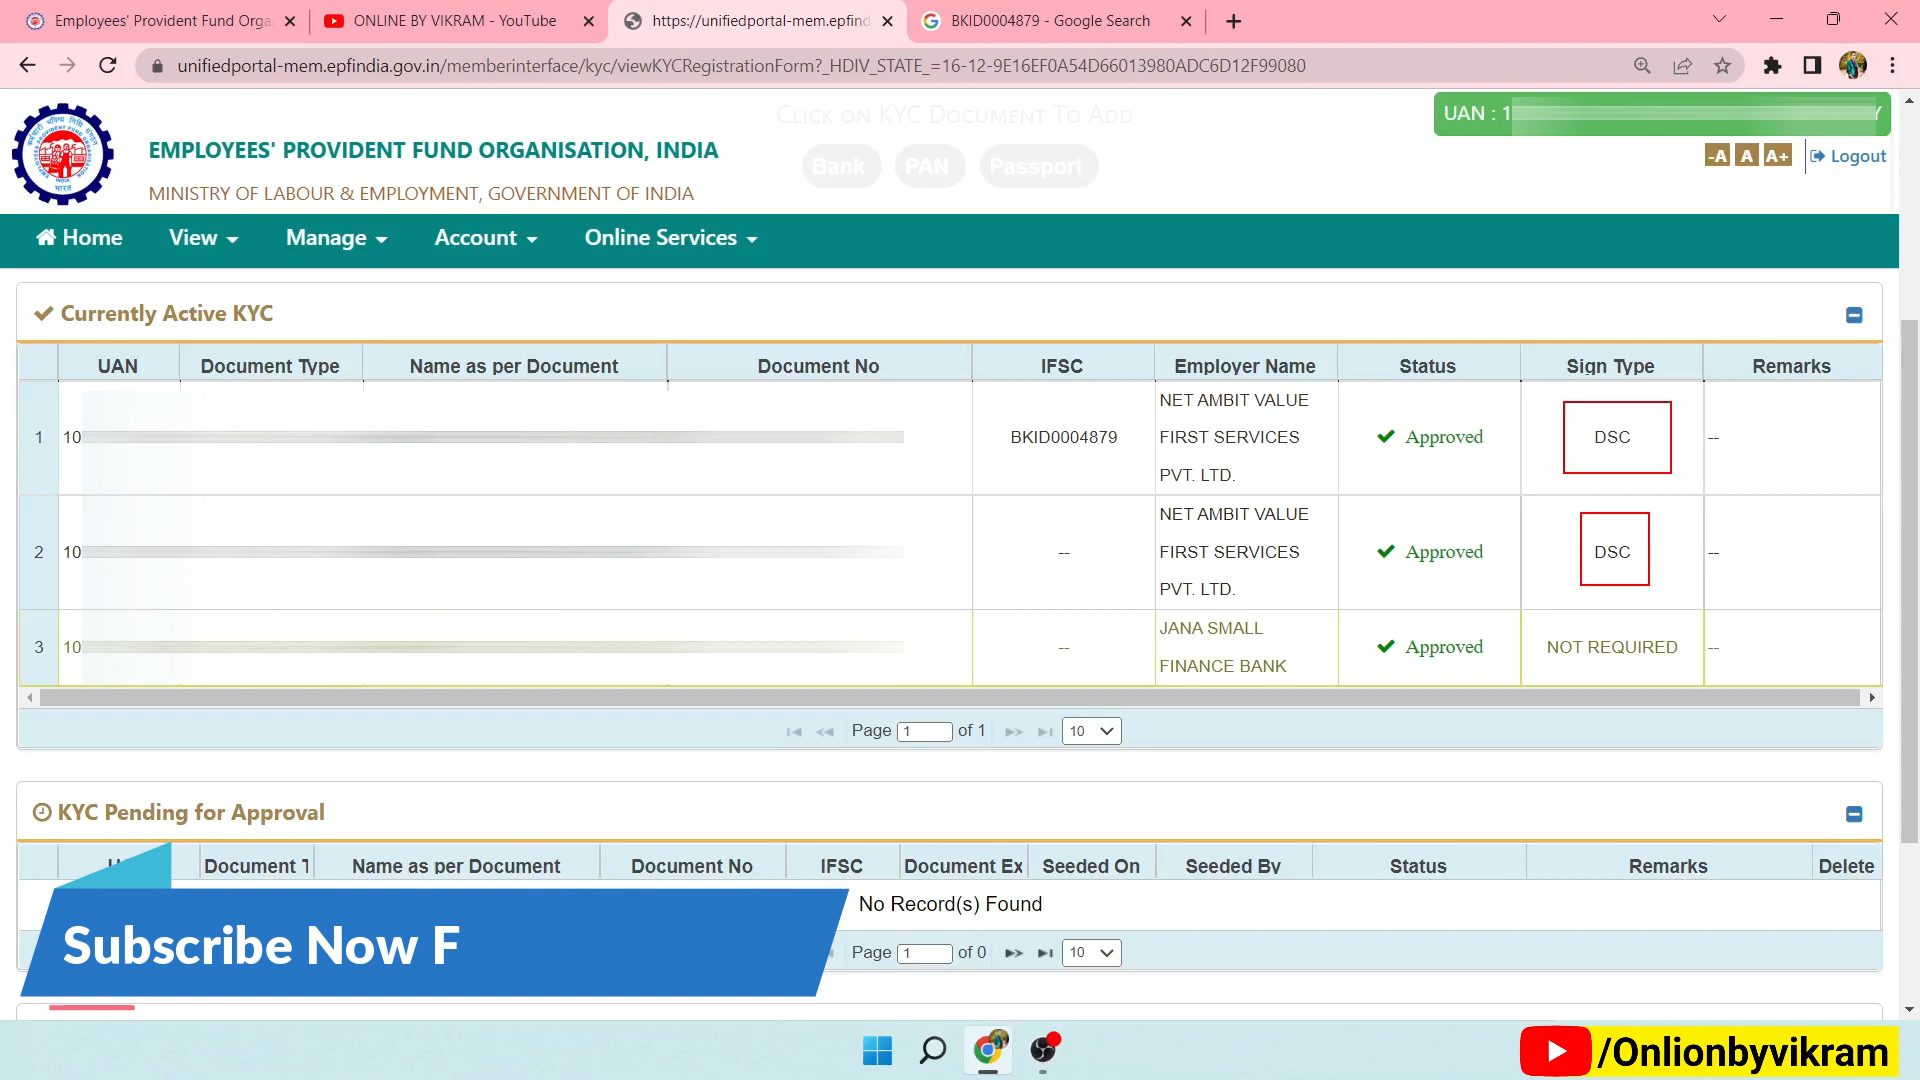 Employees' Provident Fund Orga
ONLINE BY VIKRAM - YouTube
https://unifiedportal-mem.epfind
BKID0004879 - Google Search
unifiedportal-mem.epfindia.gov.in/memberinterface/kyc/viewKYCRegistrationForm?_HDIV_STATE_=16-12-9E16EF0A54D66013980ADC6D12F99080
CLICK ON KYC DOCUMENT TO ADD
UAN : 1
Bank PAN Passport
EMPLOYEES' PROVIDENT FUND ORGANISATION, INDIA
-A A A+ Logout
MINISTRY OF LABOUR & EMPLOYMENT, GOVERNMENT OF INDIA
Home View Manage Account Online Services
Currently Active KYC
UAN Document Type Name as per Document Document No IFSC Employer Name Status Sign Type Remarks
1 10 BKID0004879 NET AMBIT VALUE FIRST SERVICES PVT. LTD. Approved DSC --
2 10 -- NET AMBIT VALUE FIRST SERVICES PVT. LTD. Approved DSC --
3 10 -- JANA SMALL FINANCE BANK Approved NOT REQUIRED --
Page 1 of 1 10
KYC Pending for Approval
Document T Name as per Document Document No IFSC Document Ex Seeded On Seeded By Status Remarks Delete
No Record(s) Found
Page 1 of 0 10
Subscribe Now F
/Onlionbyvikram